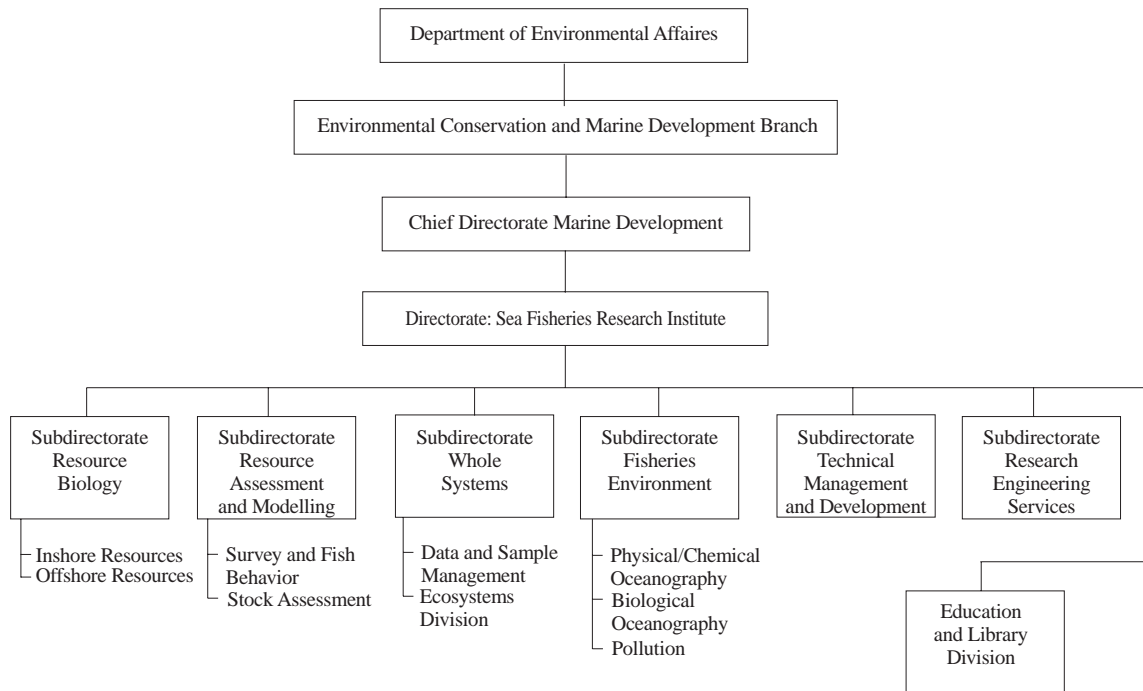 Department of Environmental Affaires
Environmental Conservation and Marine Development Branch
Chief Directorate Marine Development
Directorate: Sea Fisheries Research Institute
Subdirectorate
Resource
Biology
Inshore Resources
Offshore Resources
Subdirectorate
Resource
Assessment
and Modelling
Survey and Fish
Behavior
Stock Assessment
Subdirectorate
Whole
Systems
Data and Sample
Management
Ecosystems
Division
Subdirectorate
Fisheries
Environment
Physical/Chemical
Oceanography
Biological
Oceanography
Pollution
Subdirectorate
Technical
Management
and Development
Subdirectorate
Research
Engineering
Services
Education
and Library
Division